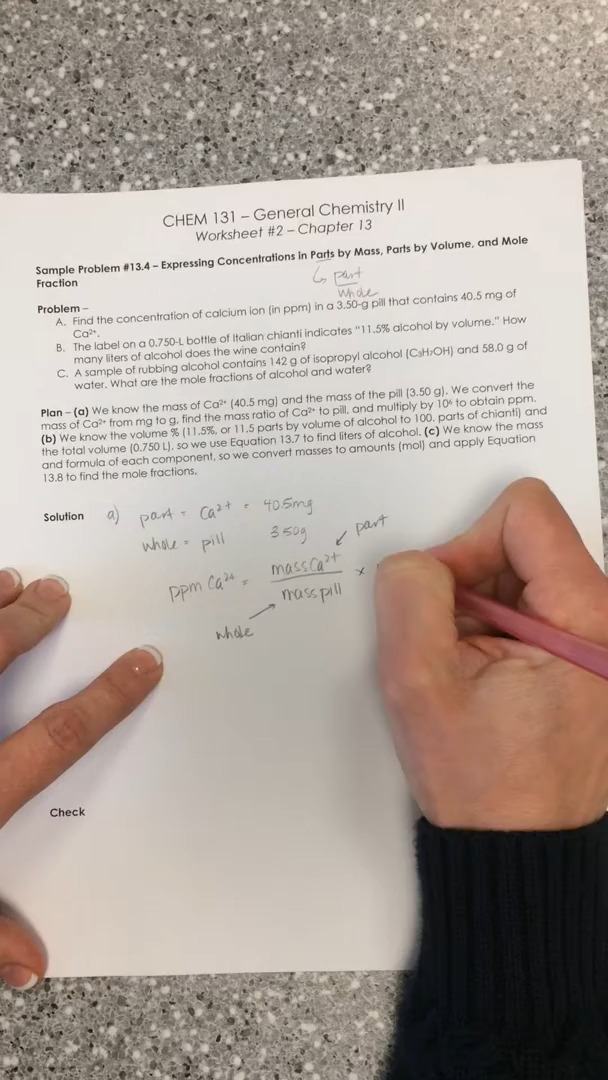 CHEM 131 – General Chemistry II
Worksheet #2 – Chapter 13
Sample Problem #13.4 – Expressing Concentrations in Parts by Mass, Parts by Volume, and Mole
Fraction
↳ part
whole
Problem –
A. Find the concentration of calcium ion (in ppm) in a 3.50-g pill that contains 40.5 mg of
Ca²⁺.
B. The label on a 0.750-L bottle of Italian chianti indicates “11.5% alcohol by volume.” How
many liters of alcohol does the wine contain?
C. A sample of rubbing alcohol contains 142 g of isopropyl alcohol (C₃H₇OH) and 58.0 g of
water. What are the mole fractions of alcohol and water?
Plan – (a) We know the mass of Ca²⁺ (40.5 mg) and the mass of the pill (3.50 g). We convert the
mass of Ca²⁺ from mg to g, find the mass ratio of Ca²⁺ to pill, and multiply by 10⁶ to obtain ppm.
(b) We know the volume % (11.5%, or 11.5 parts by volume of alcohol to 100. parts of chianti) and
the total volume (0.750 L), so we use Equation 13.7 to find liters of alcohol. (c) We know the mass
and formula of each component, so we convert masses to amounts (mol) and apply Equation
13.8 to find the mole fractions.
Solution a) part = Ca²⁺ = 40.5mg
whole = pill 3.50g
part
ppm Ca²⁺ = mass Ca²⁺ ×
mass pill
whole
Check